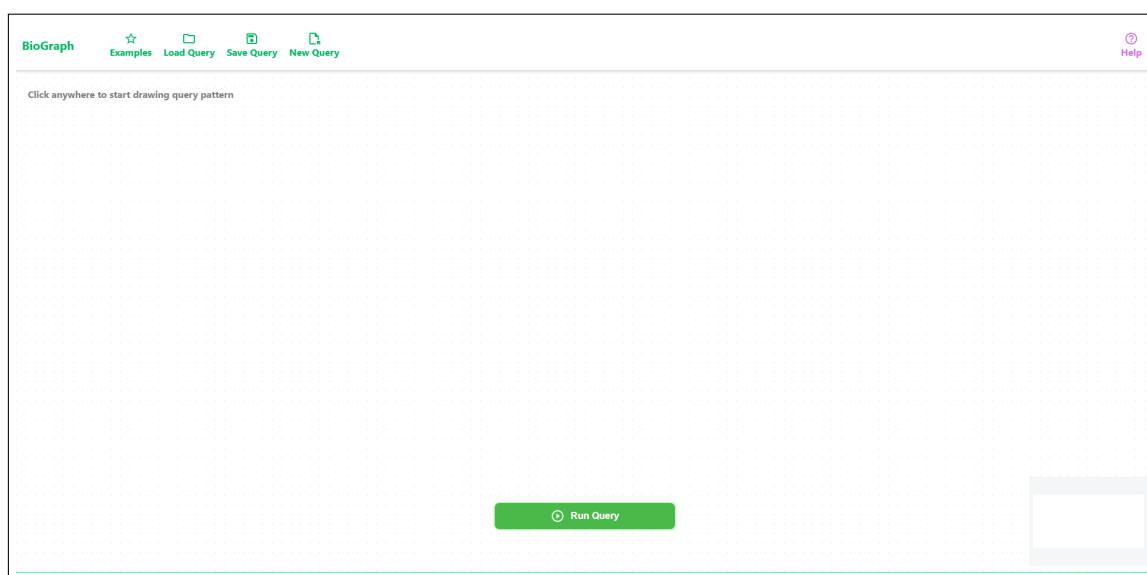 BioGraph
Examples Load Query Save Query New Query
Help
Click anywhere to start drawing query pattern
Run Query